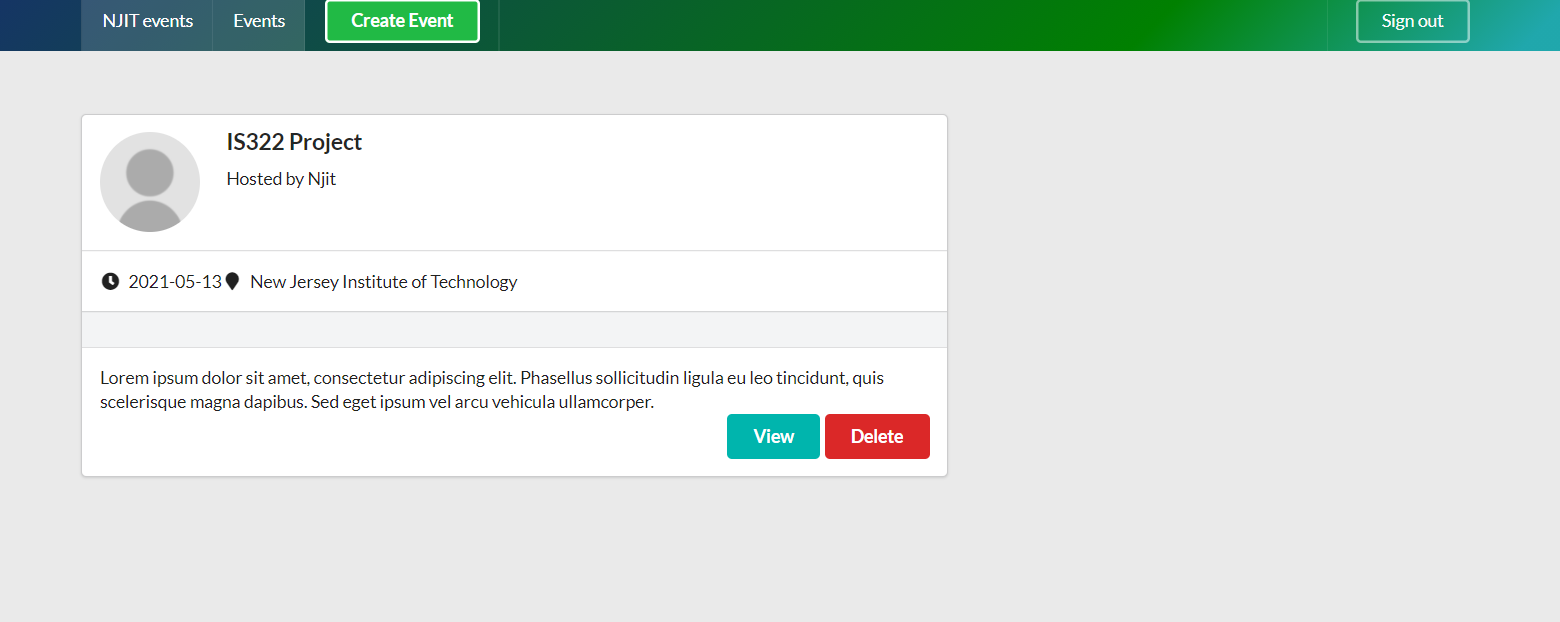 NJIT events Events Create Event Sign out
IS322 Project
Hosted by Njit
2021-05-13 New Jersey Institute of Technology
Lorem ipsum dolor sit amet, consectetur adipiscing elit. Phasellus sollicitudin ligula eu leo tincidunt, quis
scelerisque magna dapibus. Sed eget ipsum vel arcu vehicula ullamcorper.
View Delete